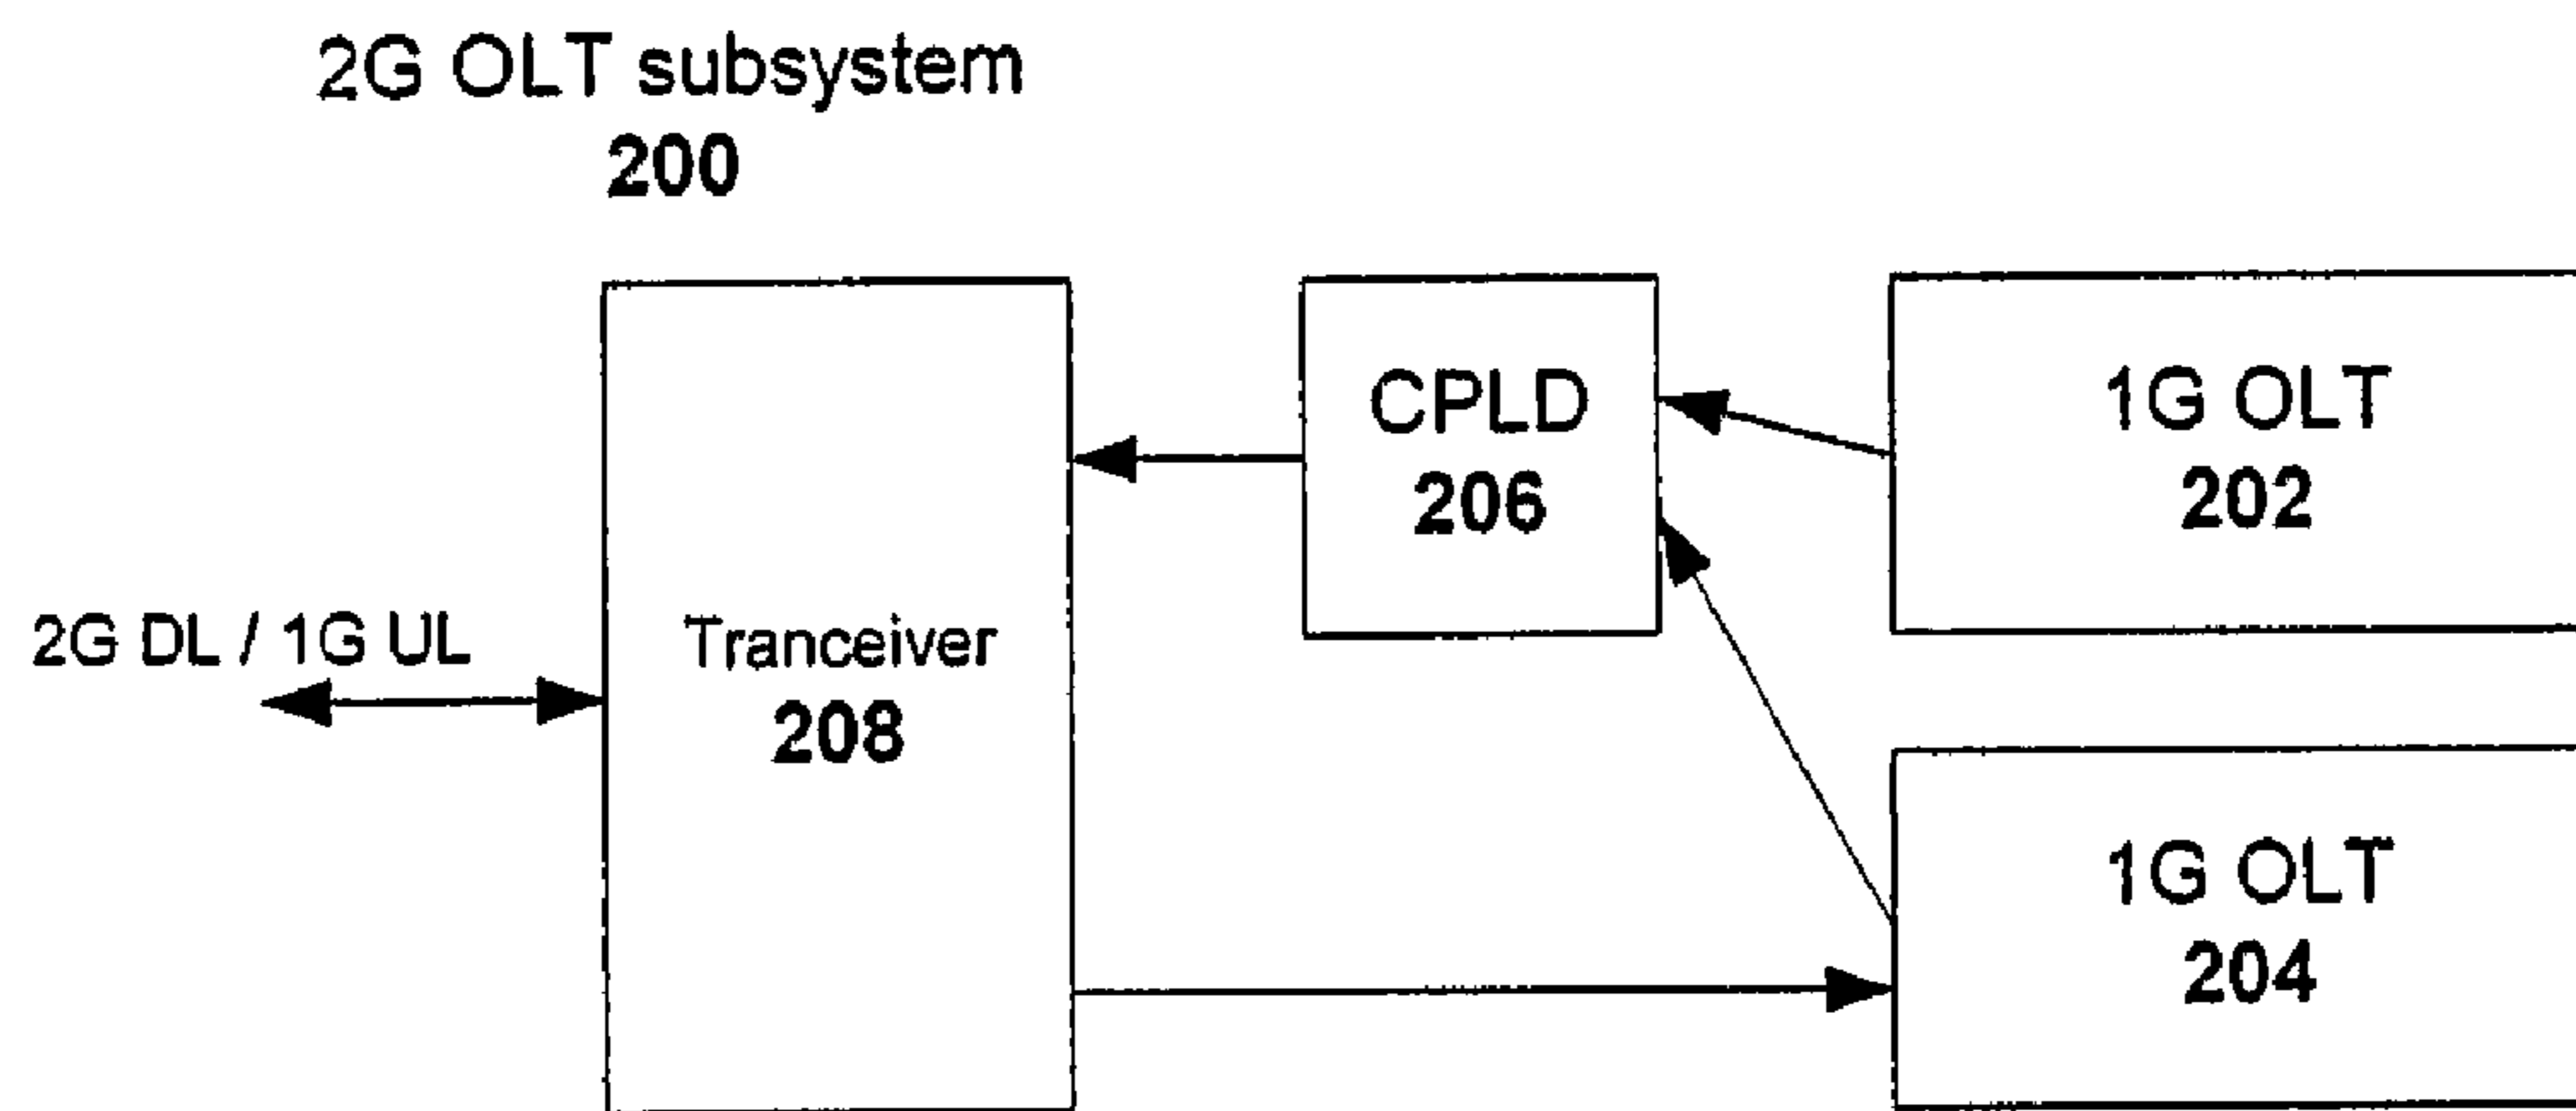 2G OLT subsystem
200
CPLD
206
1G OLT
202
2G DL / 1G UL
Tranceiver
208
1G OLT
204